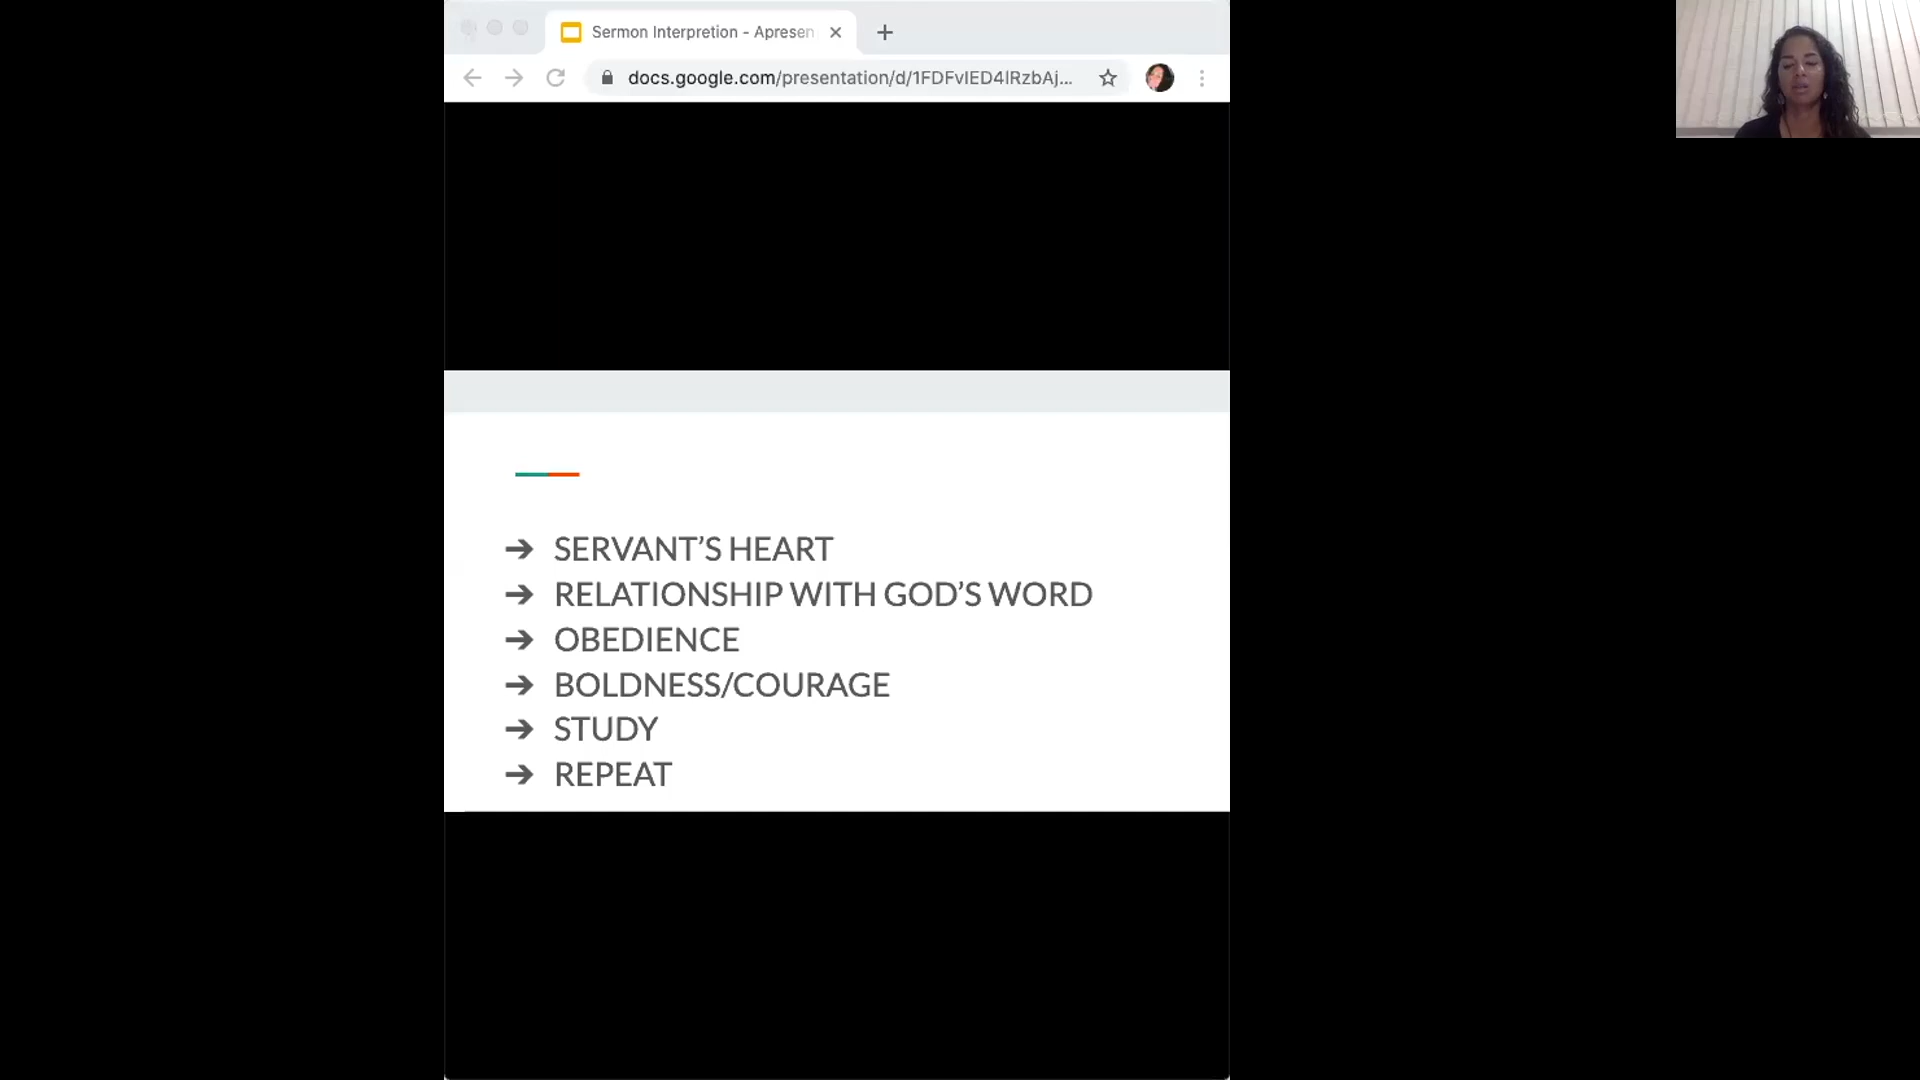 Sermon Interpretion - Apresen
docs.google.com/presentation/d/1FDFvIED4lRzbAj...
➔ SERVANT’S HEART
➔ RELATIONSHIP WITH GOD’S WORD
➔ OBEDIENCE
➔ BOLDNESS/COURAGE
➔ STUDY
➔ REPEAT